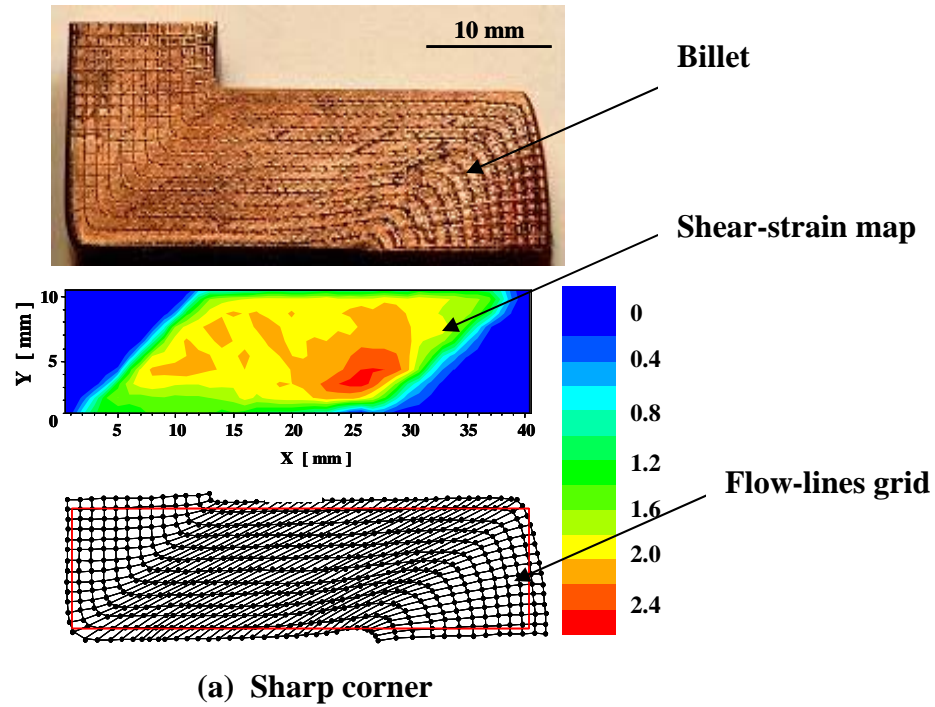 10 mm
Billet
Shear-strain map
Y [ mm ]
10
5
0
5 10 15 20 25 30 35 40
X [ mm ]
0
0.4
0.8
1.2
1.6
2.0
2.4
Flow-lines grid
(a) Sharp corner